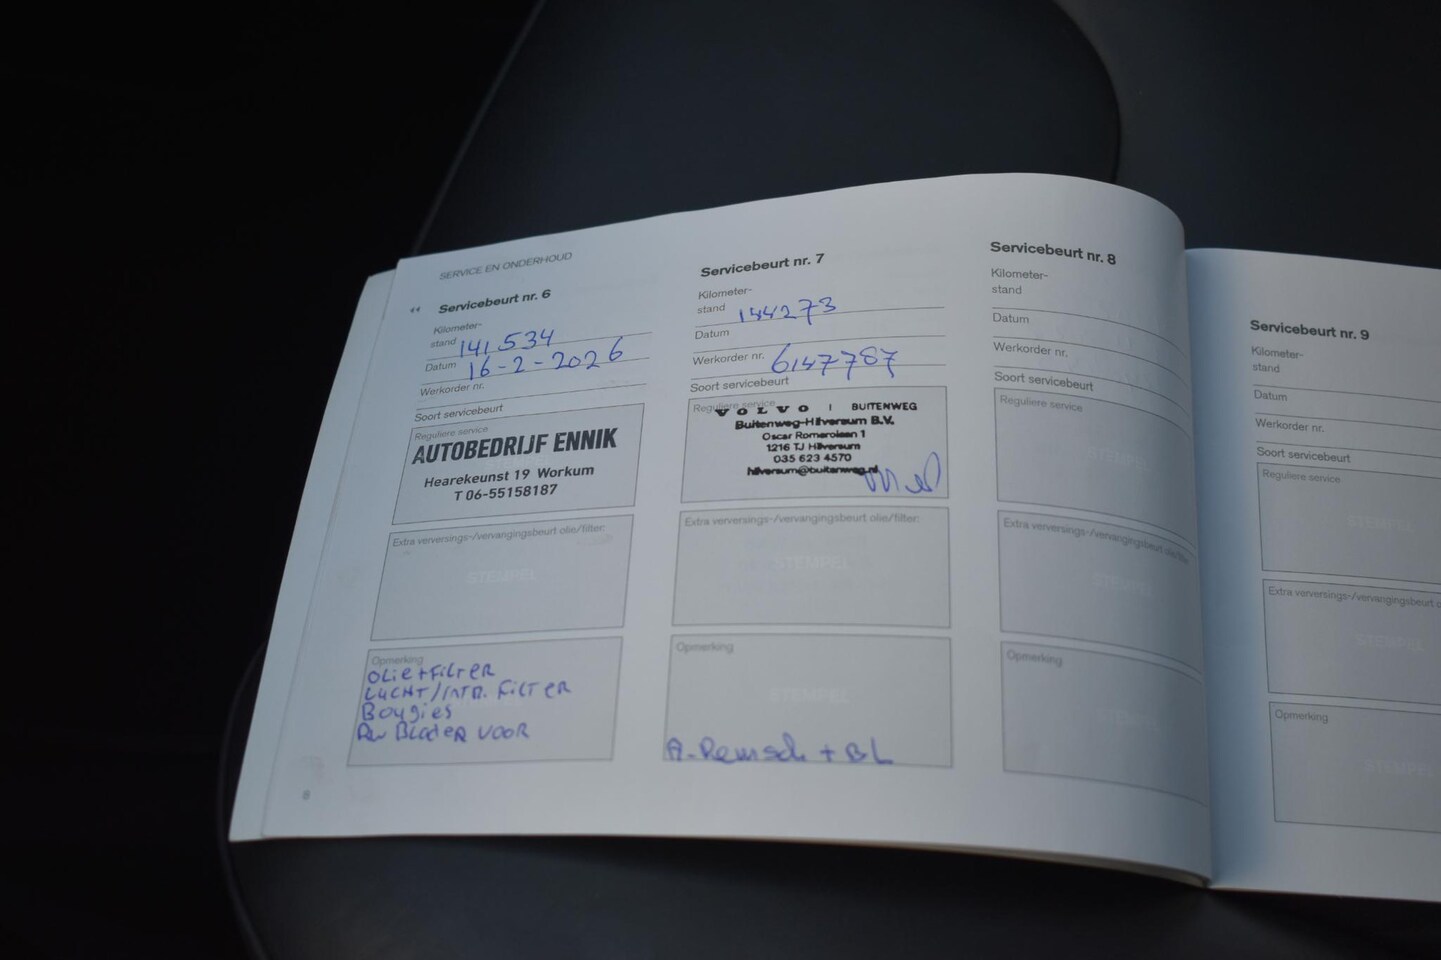 SERVICE EN ONDERHOUD
Servicebeurt nr. 6
Kilometer-
stand 141 534
Datum 16-2-2026
Werkorder nr.
Soort servicebeurt
Reguliere service
AUTOBEDRIJF ENNIK
Hearekeunst 19 Workum
T 06-55158187
Extra verversings-/vervangingsbeurt olie/filter:
STEMPEL
Opmerking
OLie + FiLTER
LUCHT/INTR. FiLTER
Bougies
RW BLADER VOOR
Servicebeurt nr. 7
Kilometer-
stand 144273
Datum
Werkorder nr. 6147787
Soort servicebeurt
Reguliere service
VOLVO | BUITENWEG
Buitenweg-Hilversum B.V.
Oscar Romerolaan 1
1216 TJ Hilversum
035 623 4570
hilversum@buitenweg.nl
Extra verversings-/vervangingsbeurt olie/filter:
STEMPEL
Opmerking
STEMPEL
A-Remsch + BL
Servicebeurt nr. 8
Kilometer-
stand
Datum
Werkorder nr.
Soort servicebeurt
Reguliere service
Extra verversings-/vervangingsbeurt olie/filter
STEMPEL
Opmerking
Servicebeurt nr. 9
Kilometer-
stand
Datum
Werkorder nr.
Soort servicebeurt
Reguliere service
STEMPEL
Extra verversings-/vervangingsbeurt o
STEMPEL
Opmerking
STEMPEL